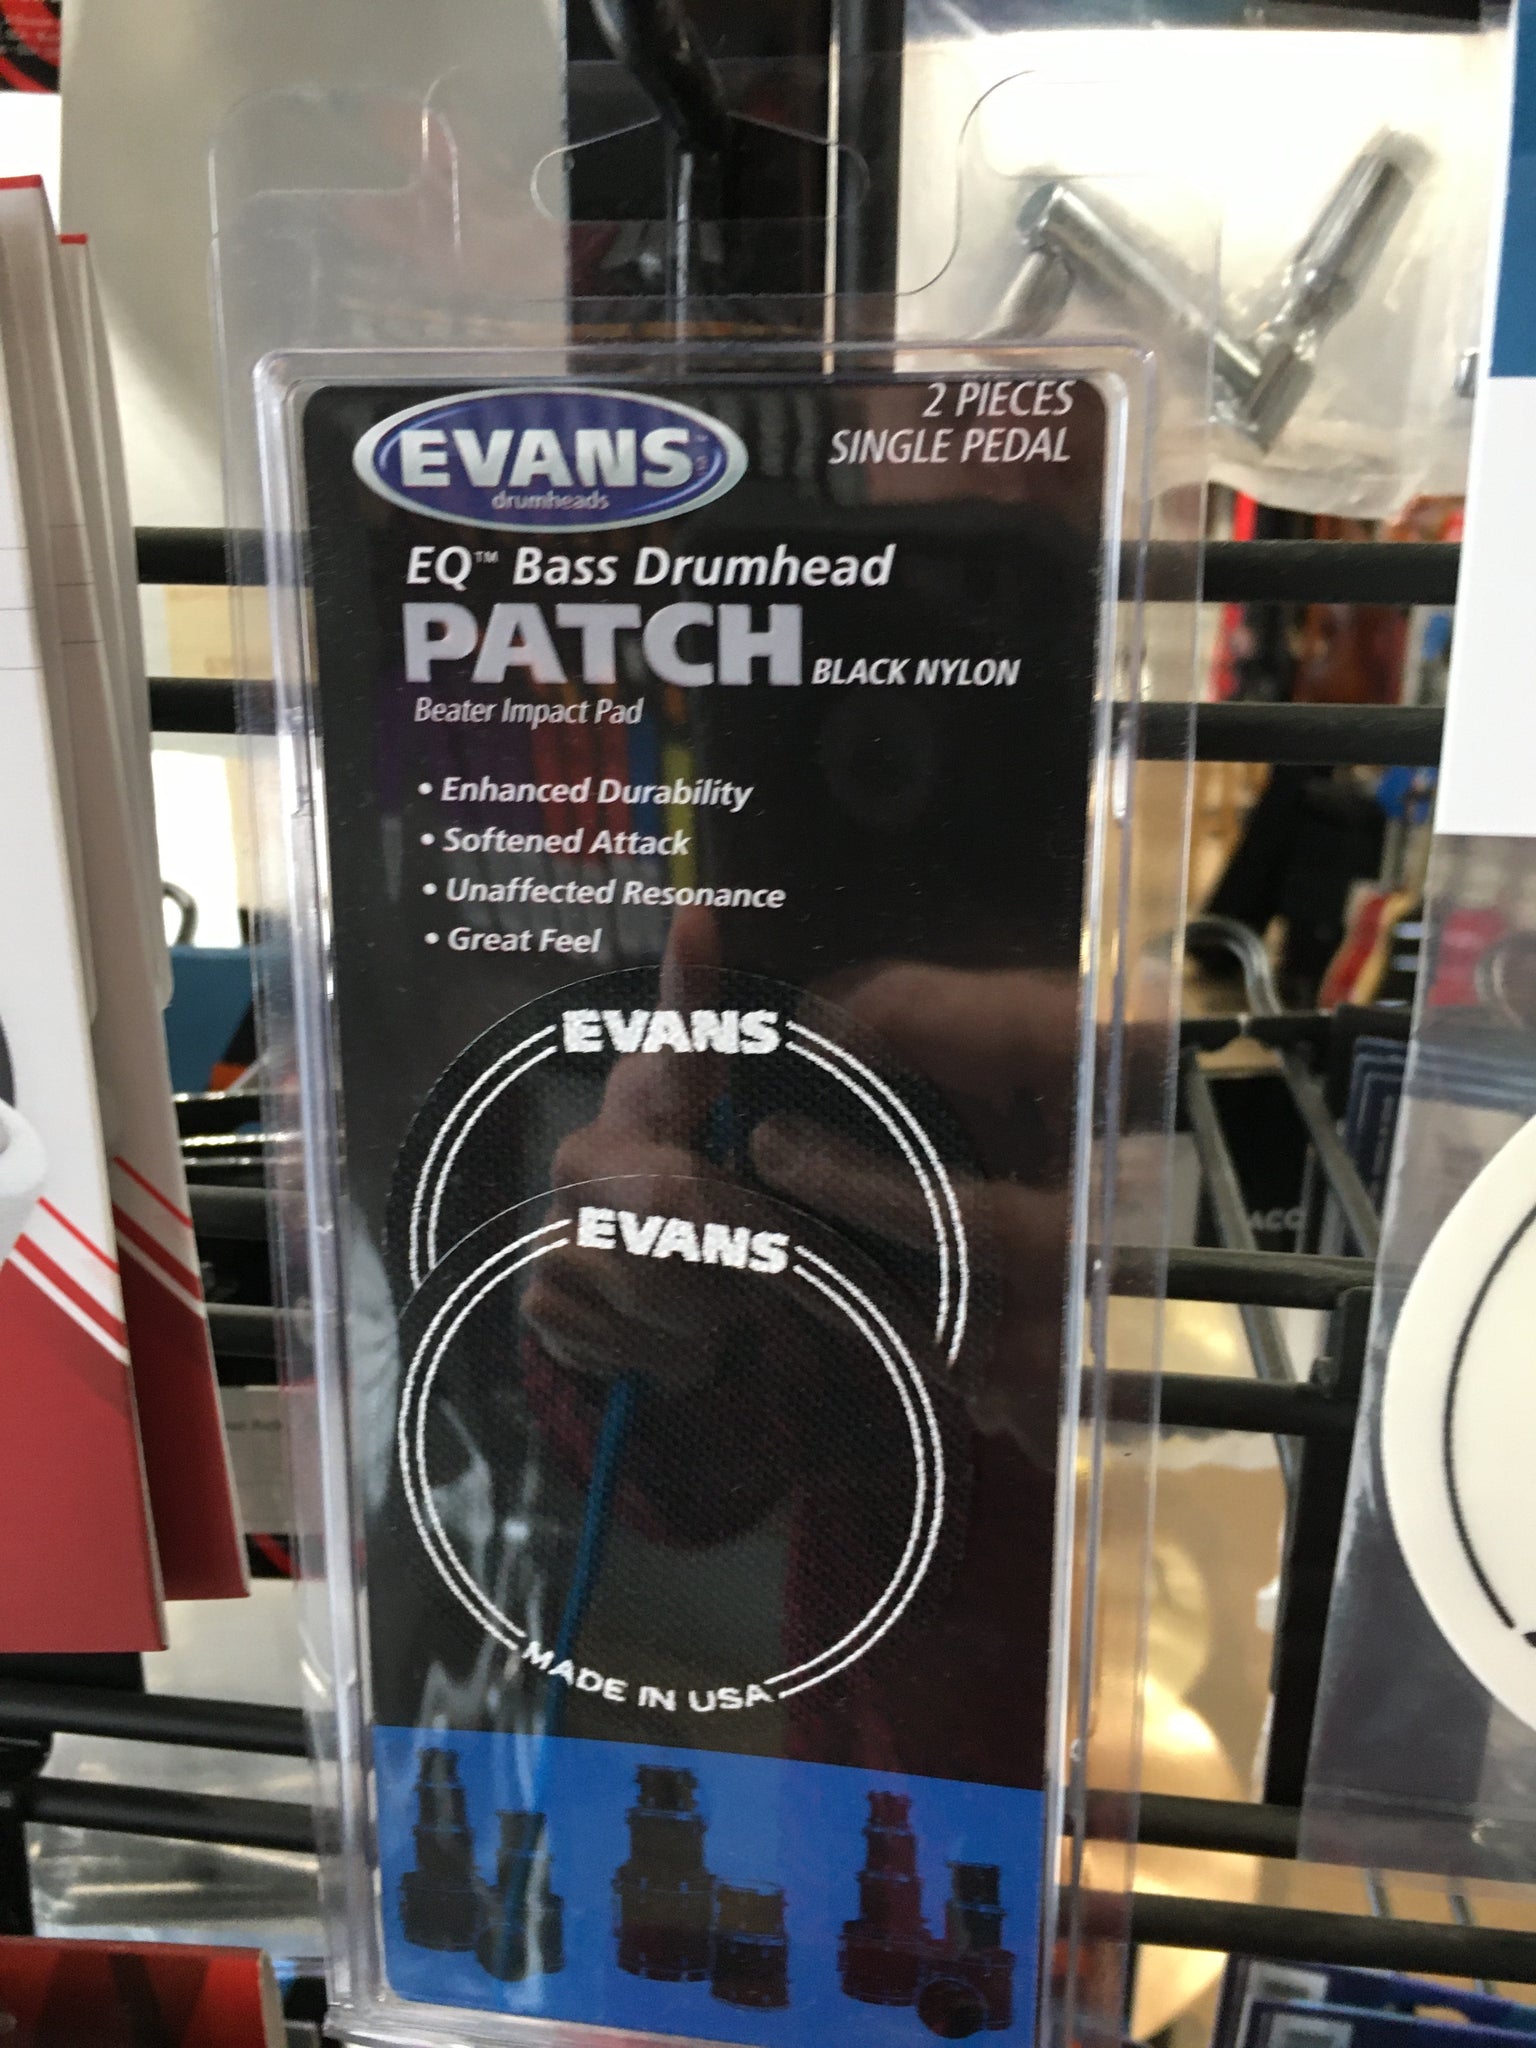 2 PIECES
SINGLE PEDAL
EVANS
drumheads
EQ™ Bass Drumhead
PATCH BLACK NYLON
Beater Impact Pad
• Enhanced Durability
• Softened Attack
• Unaffected Resonance
• Great Feel
EVANS
EVANS
MADE IN USA